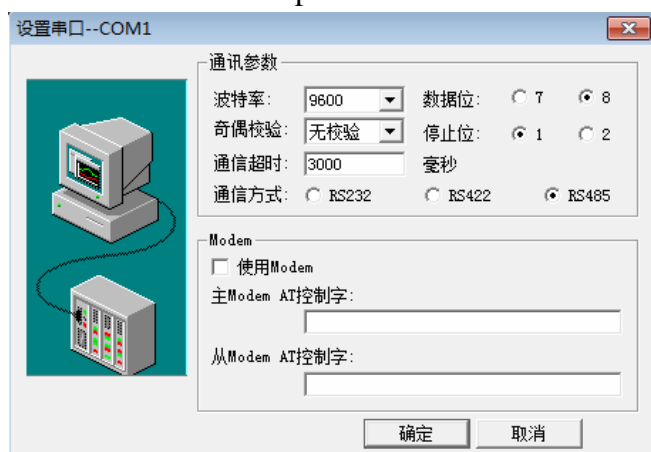 设置串口--COM1
通讯参数
波特率: 9600 数据位: 7 8
奇偶校验: 无校验 停止位: 1 2
通信超时: 3000 毫秒
通信方式: RS232 RS422 RS485
Modem
使用Modem
主Modem AT控制字:
从Modem AT控制字:
确定 取消